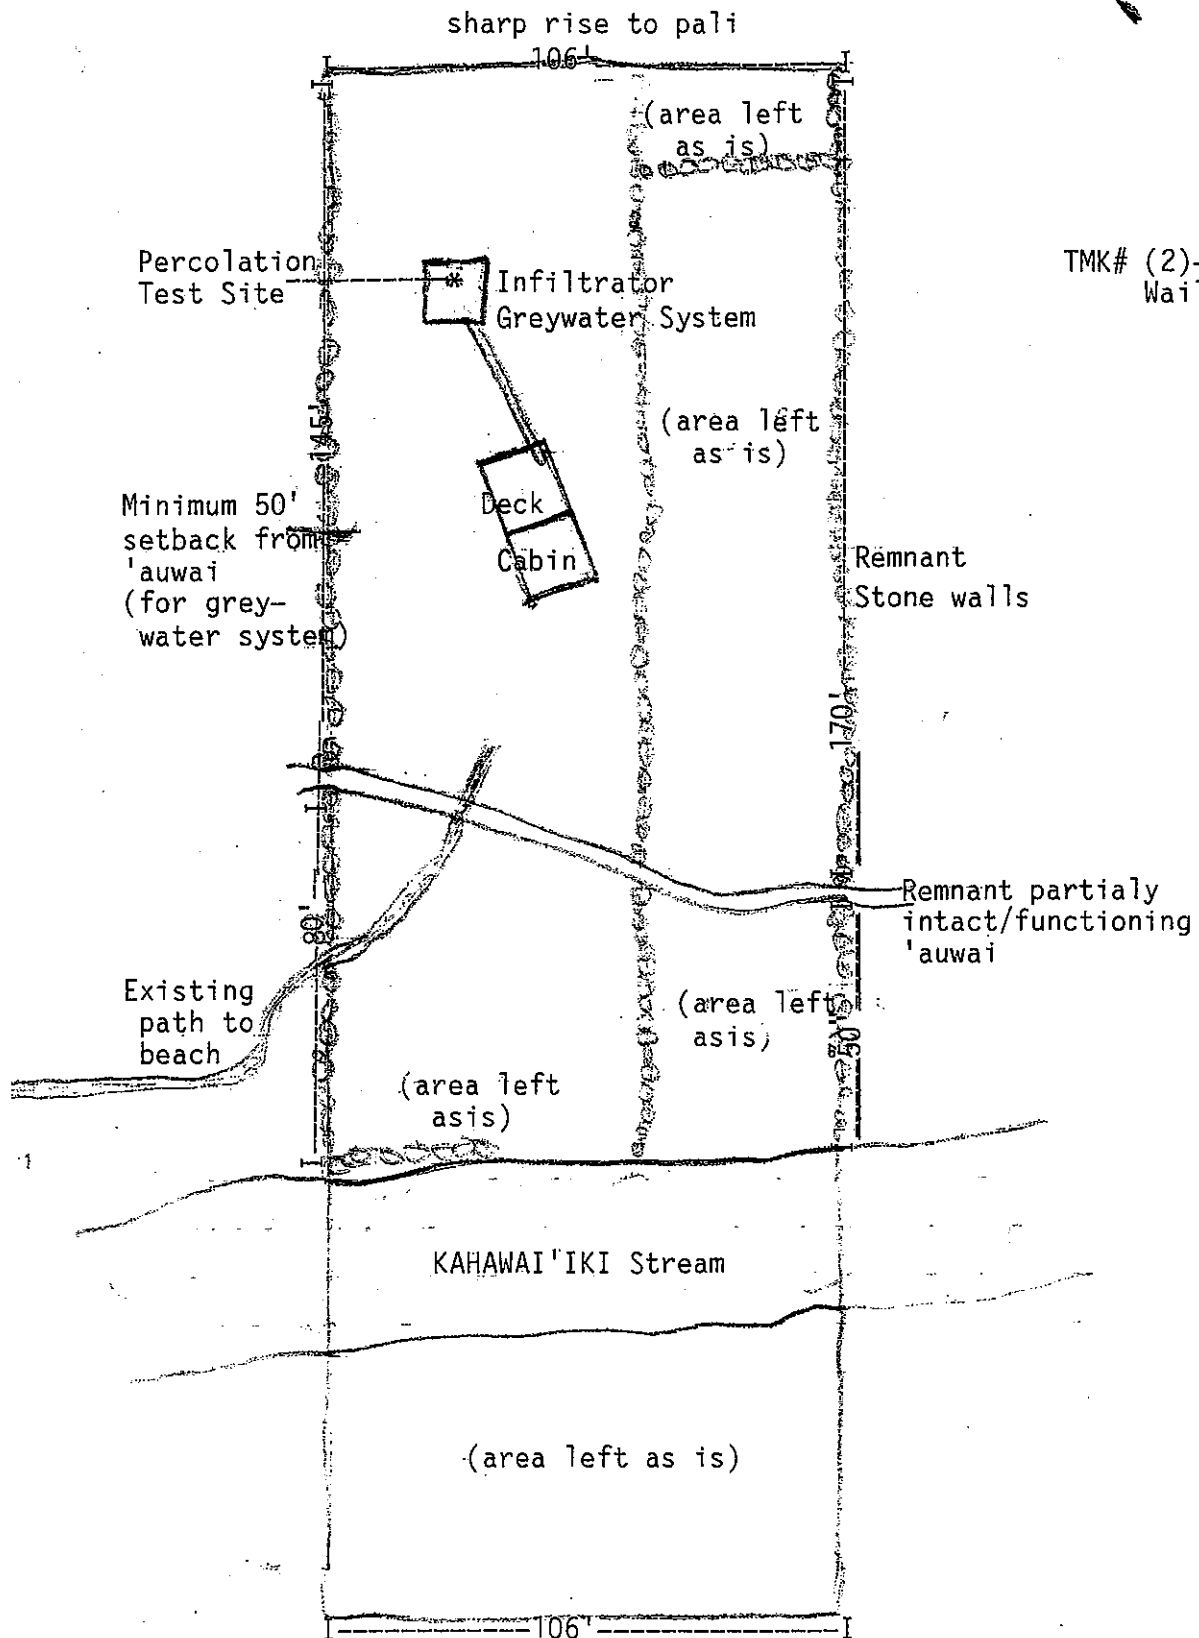 sharp rise to pali
106'
(area left
as is)
Percolation
Test Site
*
Infiltrator
Greywater System
TMK# (2)-
Wai
145'
(area left
as is)
Minimum 50'
setback from
'auwai
(for grey-
water system)
Deck
Cabin
Remnant
Stone walls
170'
80'
Remnant partialy
intact/functioning
'auwai
Existing
path to
beach
(area left
asis)
50'
(area left
asis)
KAHAWAI'IKI Stream
(area left as is)
106'